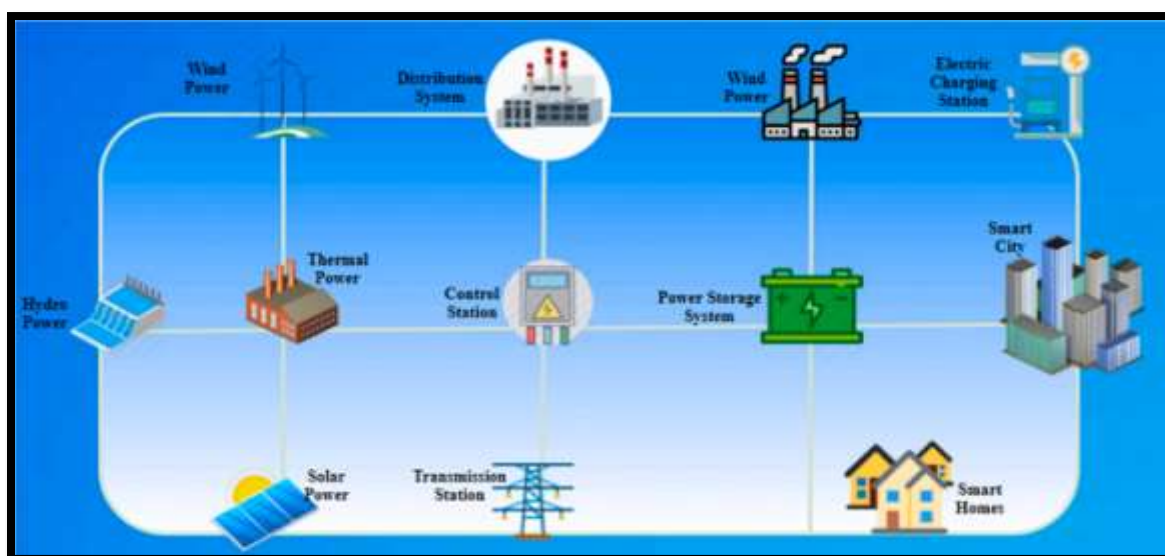 Wind
Power
Distribution
System
Wind
Power
Electric
Charging
Station
Hydro
Power
Thermal
Power
Control
Station
Power Storage
System
Smart
City
Solar
Power
Transmission
Station
Smart
Homes